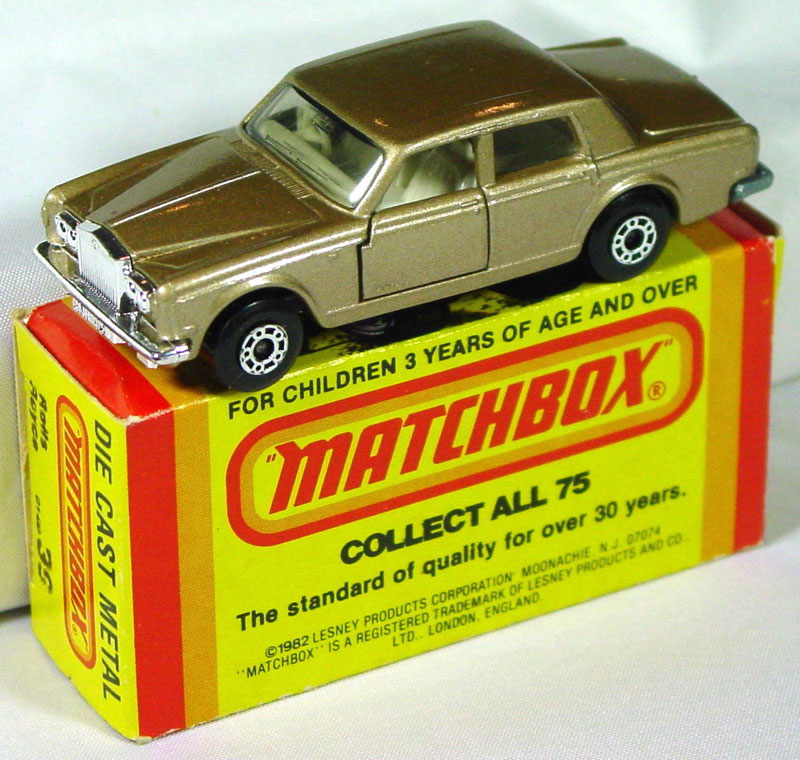 FOR CHILDREN 3 YEARS OF AGE AND OVER
"MATCHBOX"®
COLLECT ALL 75
The standard of quality for over 30 years.
©1982 LESNEY PRODUCTS CORPORATION MOONACHIE, N.J. 07074
"MATCHBOX" IS A REGISTERED TRADEMARK OF LESNEY PRODUCTS AND CO.
LTD., LONDON, ENGLAND.
DIE CAST METAL
MATCHBOX
Rolls
Royce